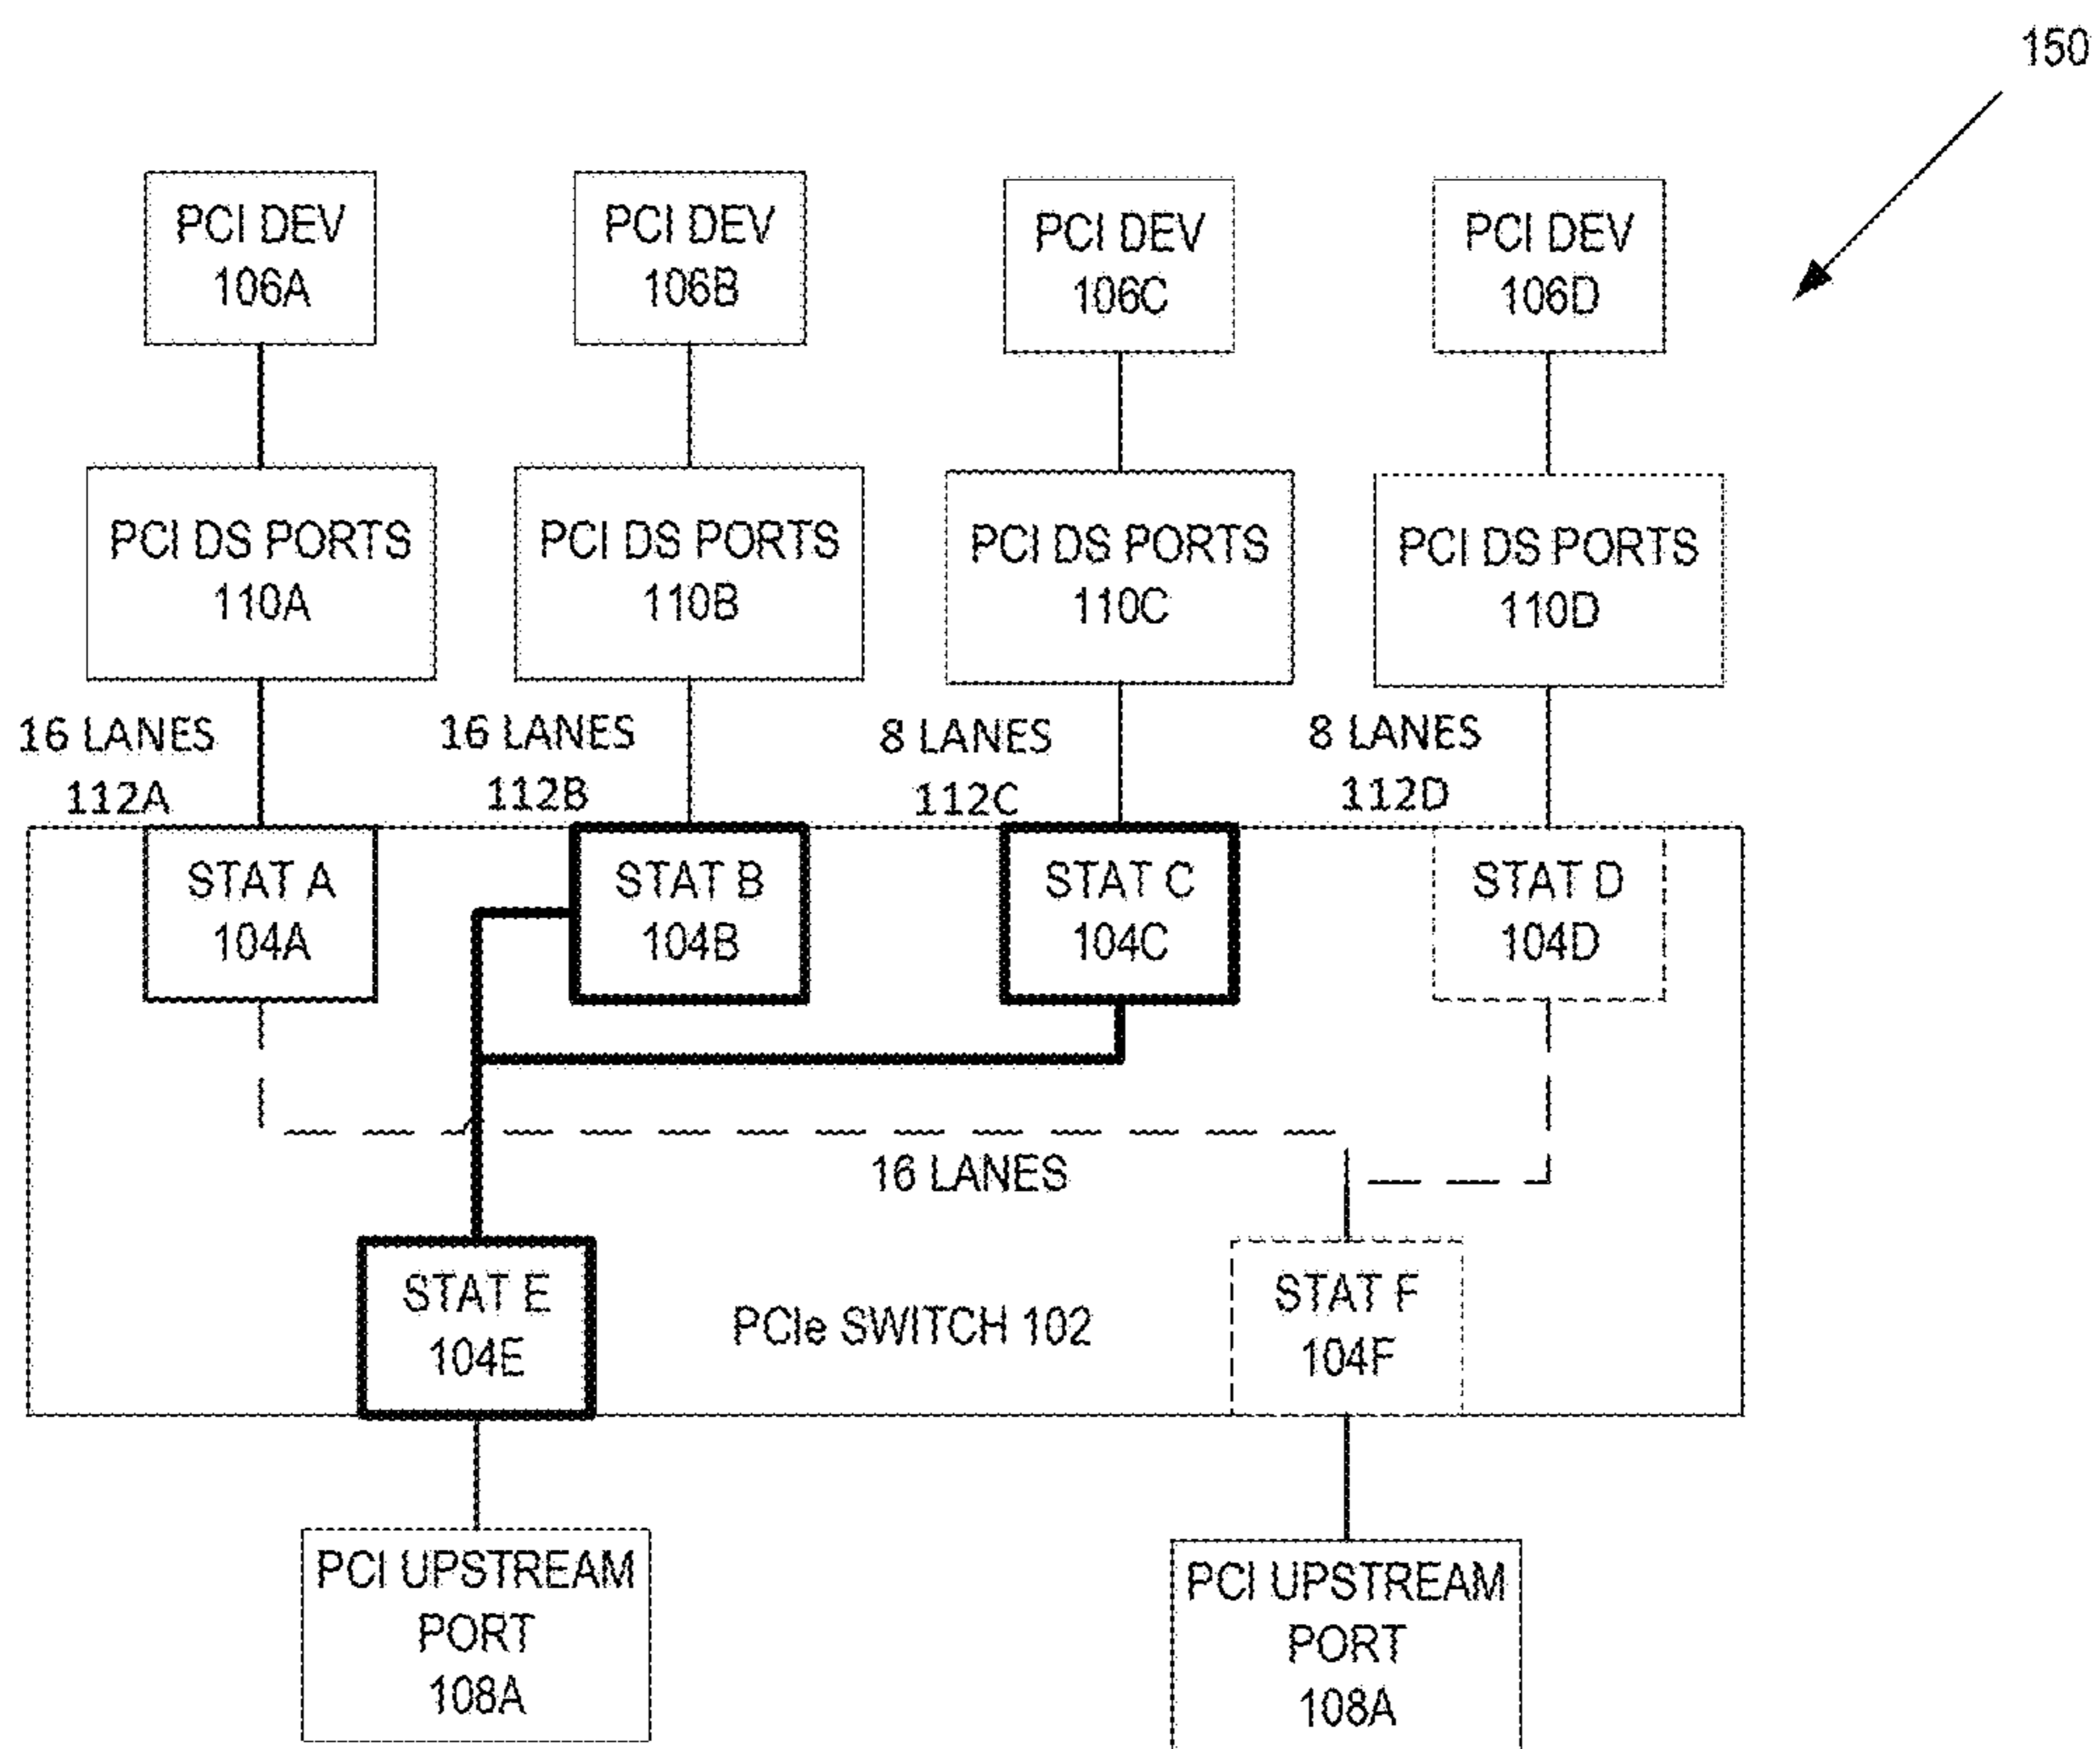 150
PCI DEV
106A
PCI DEV
106B
PCI DEV
106C
PCI DEV
106D
PCI DS PORTS
110A
PCI DS PORTS
110B
PCI DS PORTS
110C
PCI DS PORTS
110D
16 LANES
112A
16 LANES
112B
8 LANES
112C
8 LANES
112D
STAT A
104A
STAT B
104B
STAT C
104C
STAT D
104D
16 LANES
STAT E
104E
PCIe SWITCH 102
STAT F
104F
PCI UPSTREAM
PORT
108A
PCI UPSTREAM
PORT
108A